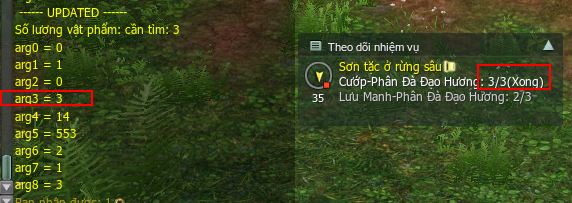 ------ UPDATED ------
Số lương vật phẩm: cần tìm: 3
arg0 = 0
arg1 = 1
arg2 = 0
arg3 = 3
arg4 = 14
arg5 = 553
arg6 = 2
arg7 = 1
arg8 = 3
Theo dõi nhiệm vụ
Sơn tặc ở rừng sâu
Cướp-Phân Đà Đạo Hương: 3/3(Xong)
35 Lưu Manh-Phân Đà Đạo Hương: 2/3